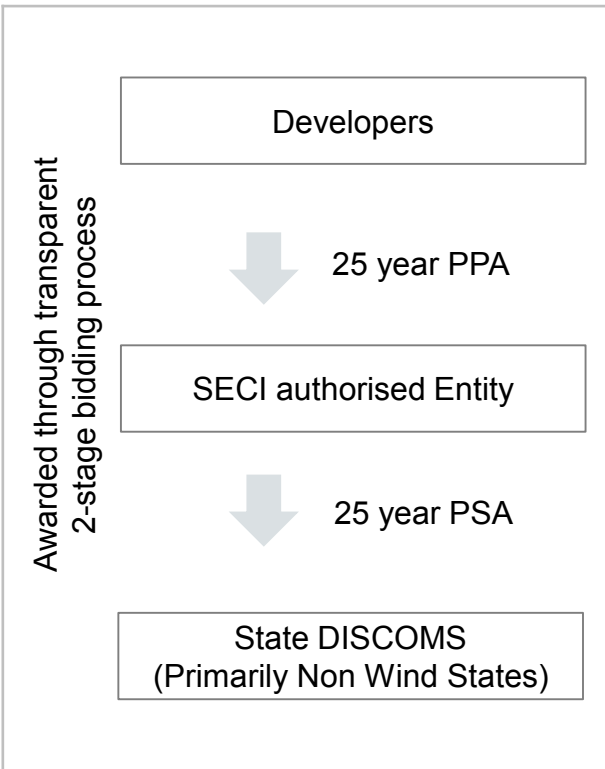 Awarded through transparent
2-stage bidding process
Developers
25 year PPA
SECI authorised Entity
25 year PSA
State DISCOMS
(Primarily Non Wind States)